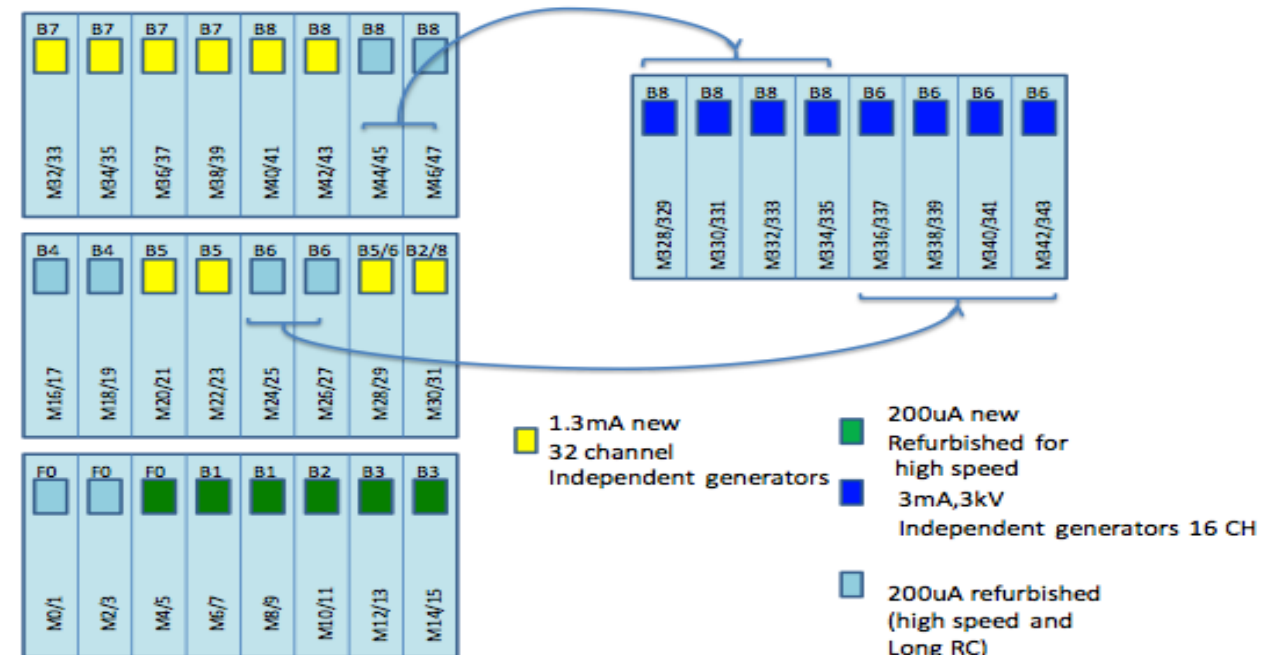 B7 B7 B7 B7 B8 B8 B8 B8
M32/33 M34/35 M36/37 M38/39 M40/41 M42/43 M44/45 M46/47
B8 B8 B8 B8 B6 B6 B6 B6
M328/329 M330/331 M332/333 M334/335 M336/337 M338/339 M340/341 M342/343
B4 B4 B5 B5 B6 B6 B5/6 B2/8
M16/17 M18/19 M20/21 M22/23 M24/25 M26/27 M28/29 M30/31
F0 F0 F0 B1 B1 B2 B3 B3
M0/1 M2/3 M4/5 M6/7 M8/9 M10/11 M12/13 M14/15
1.3mA new
32 channel
Independent generators
200uA new
Refurbished for
high speed
3mA,3kV
Independent generators 16 CH
200uA refurbished
(high speed and
Long RC)